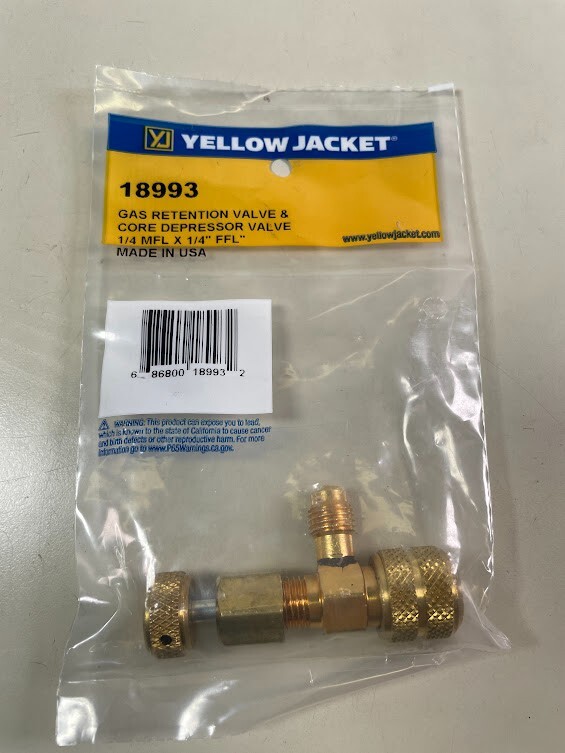 YJ YELLOW JACKET®
18993
GAS RETENTION VALVE &
CORE DEPRESSOR VALVE
1/4 MFL X 1/4" FFL"
www.yellowjacket.com
MADE IN USA
6 86800 18993 2
WARNING: This product can expose you to lead,
which is known to the state of California to cause cancer
and birth defects or other reproductive harm. For more
information go to www.P65Warnings.ca.gov.